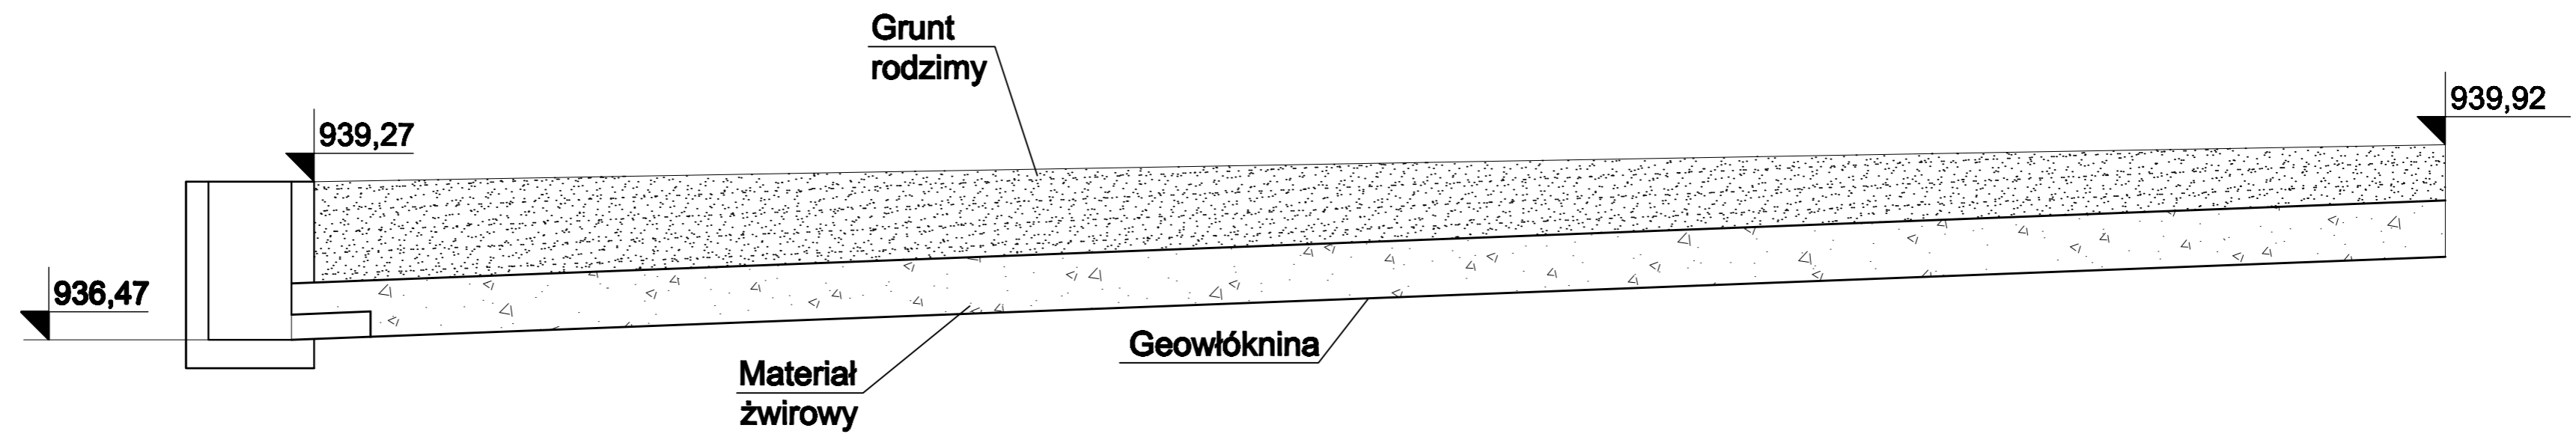 Grunt
rodzimy
939,92
939,27
936,47
Geowłóknina
Materiał
żwirowy